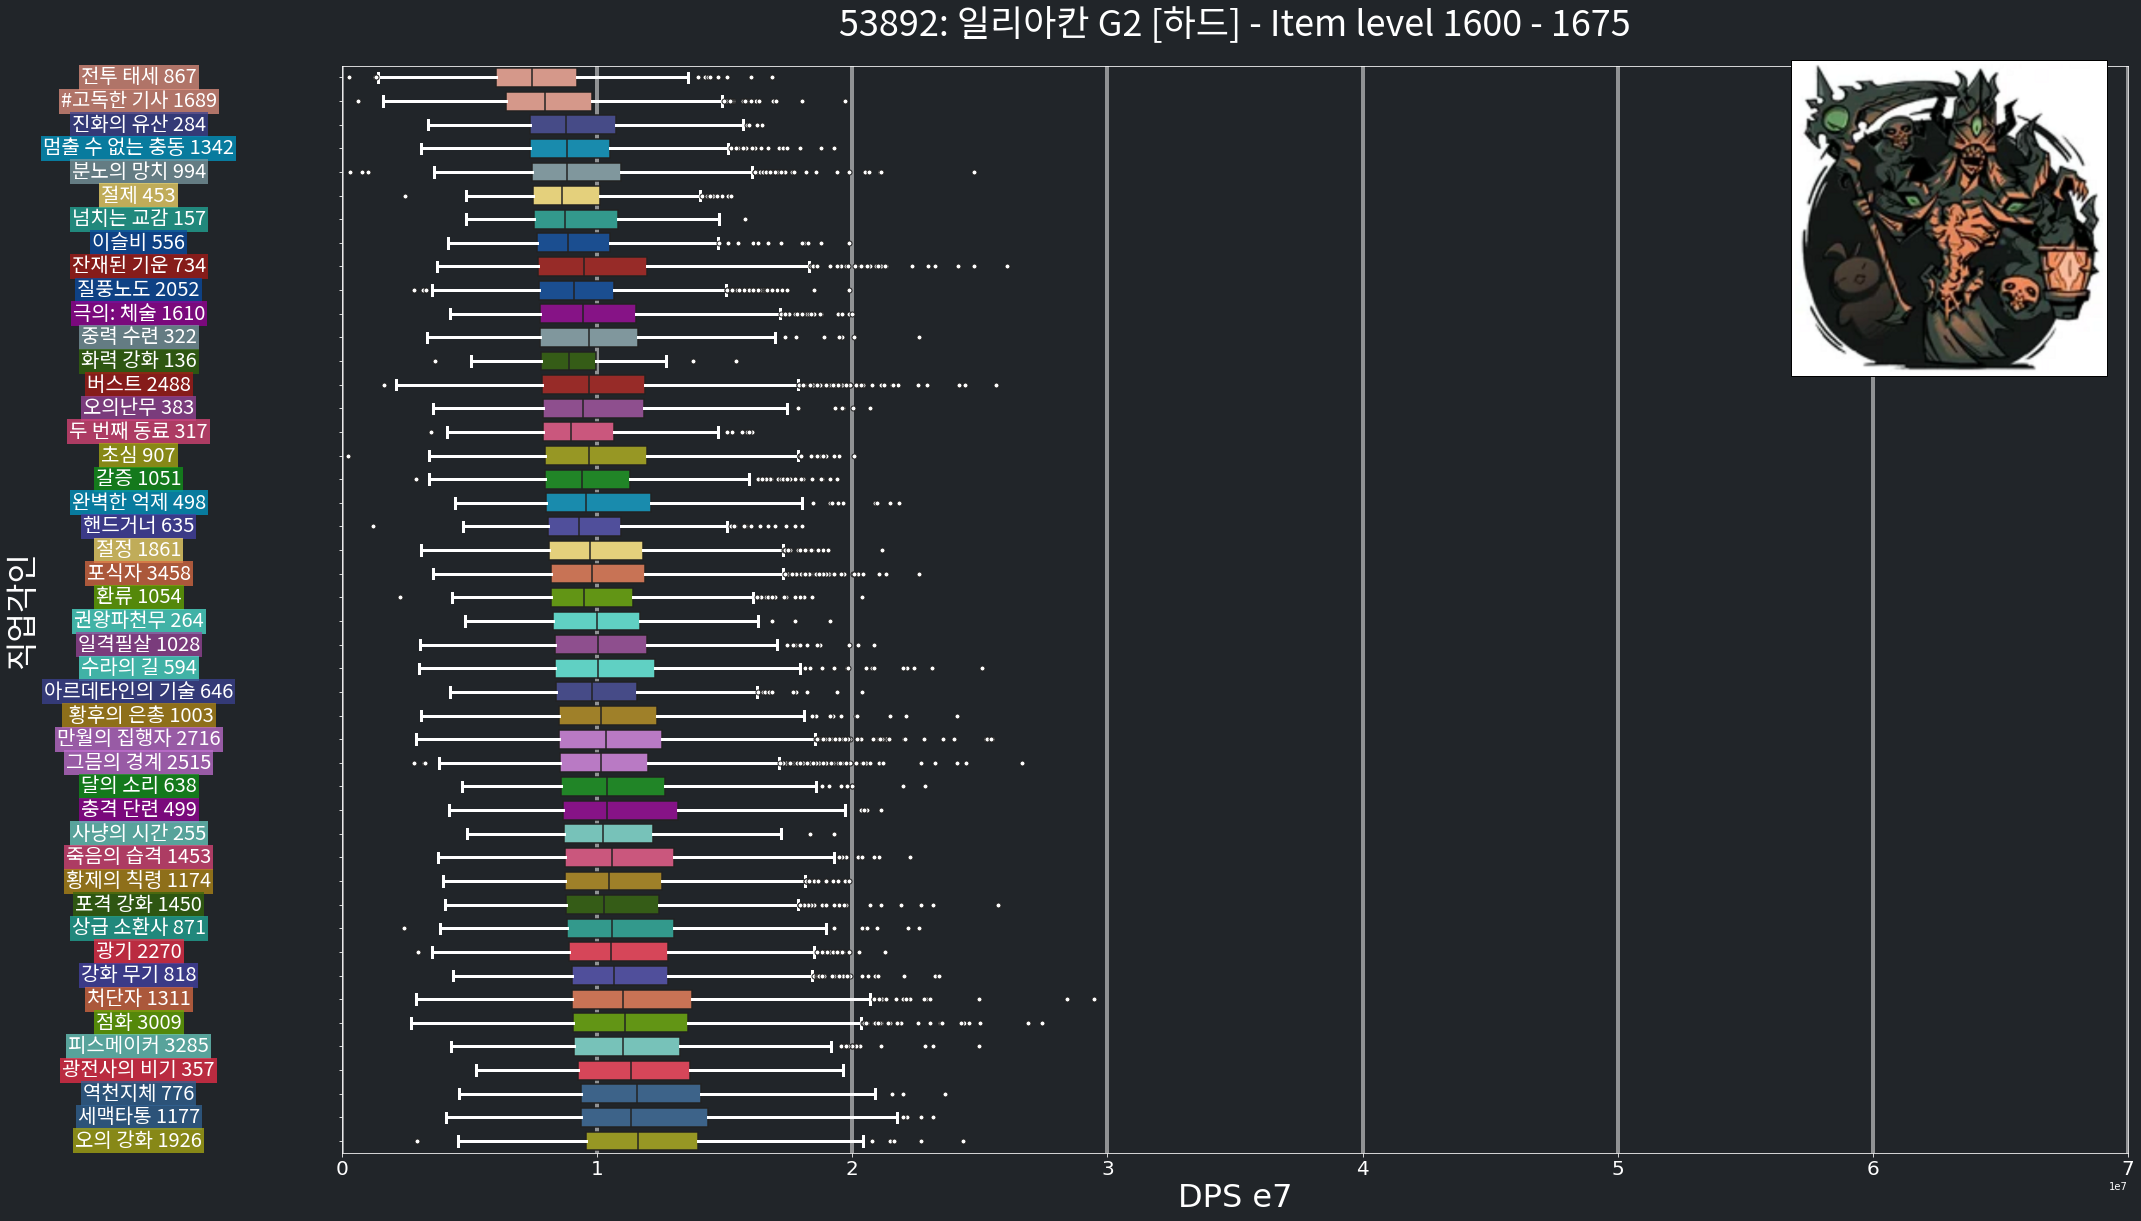 53892: 일리아칸 G2 [하드] - Item level 1600 - 1675
전투 태세 867
#고독한 기사 1689
진화의 유산 284
멈출 수 없는 충동 1342
분노의 망치 994
절제 453
넘치는 교감 157
이슬비 556
잔재된 기운 734
질풍노도 2052
극의: 체술 1610
중력 수련 322
화력 강화 136
버스트 2488
오의난무 383
두 번째 동료 317
초심 907
갈증 1051
완벽한 억제 498
핸드거너 635
절정 1861
포식자 3458
환류 1054
권왕파천무 264
일격필살 1028
수라의 길 594
아르데타인의 기술 646
황후의 은총 1003
만월의 집행자 2716
그믐의 경계 2515
달의 소리 638
충격 단련 499
사냥의 시간 255
죽음의 습격 1453
황제의 칙령 1174
포격 강화 1450
상급 소환사 871
광기 2270
강화 무기 818
처단자 1311
점화 3009
피스메이커 3285
광전사의 비기 357
역천지체 776
세맥타통 1177
오의 강화 1926
직업각인
0 1 2 3 4 5 6 7
1e7
DPS e7